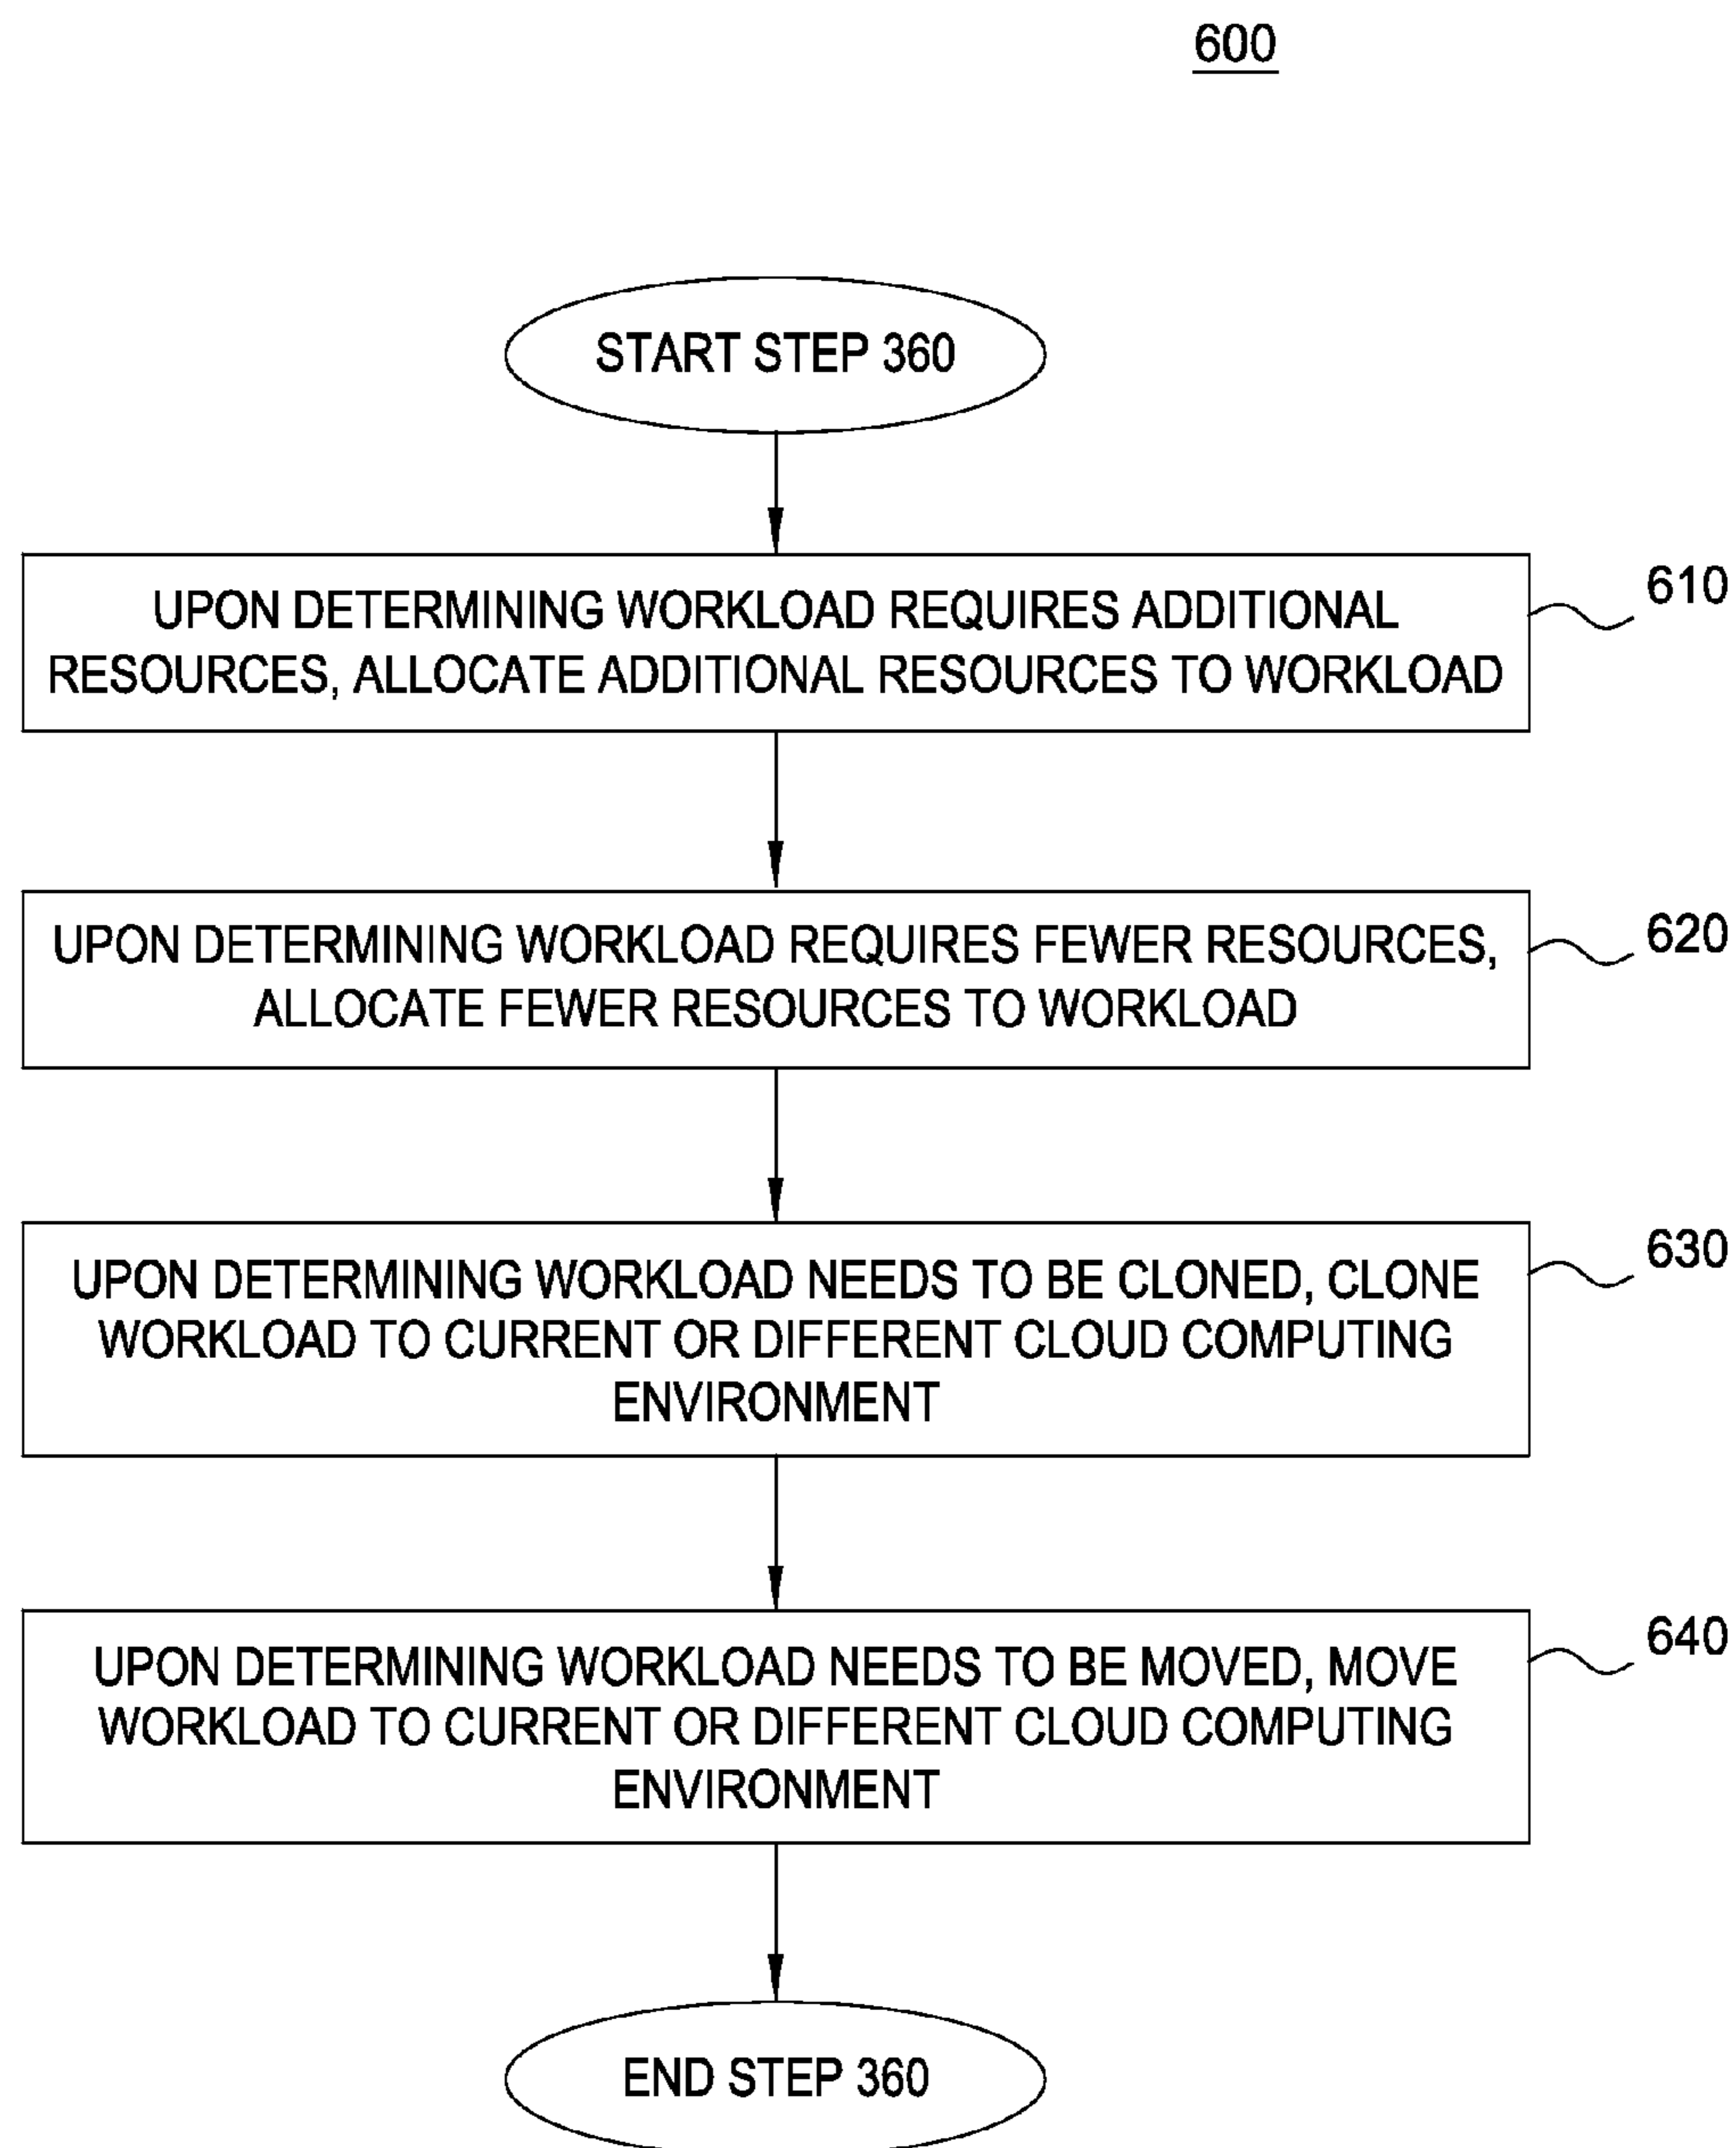 600
START STEP 360
UPON DETERMINING WORKLOAD REQUIRES ADDITIONAL
RESOURCES, ALLOCATE ADDITIONAL RESOURCES TO WORKLOAD
610
UPON DETERMINING WORKLOAD REQUIRES FEWER RESOURCES,
ALLOCATE FEWER RESOURCES TO WORKLOAD
620
UPON DETERMINING WORKLOAD NEEDS TO BE CLONED, CLONE
WORKLOAD TO CURRENT OR DIFFERENT CLOUD COMPUTING
ENVIRONMENT
630
UPON DETERMINING WORKLOAD NEEDS TO BE MOVED, MOVE
WORKLOAD TO CURRENT OR DIFFERENT CLOUD COMPUTING
ENVIRONMENT
640
END STEP 360